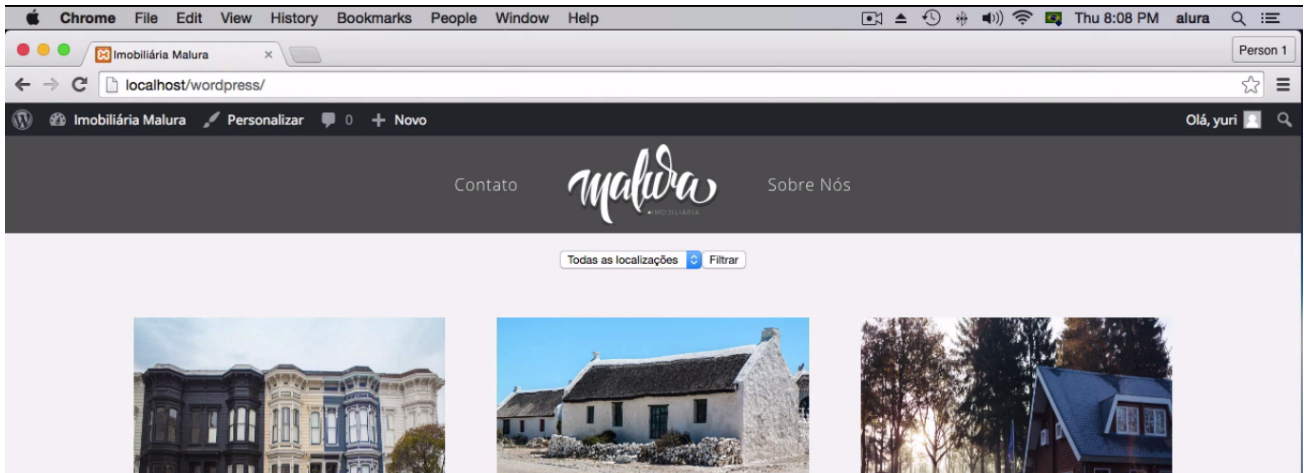 Chrome File Edit View History Bookmarks People Window Help Thu 8:08 PM alura
Imobiliária Malura × Person 1
localhost/wordpress/
Imobiliária Malura Personalizar 0 + Novo Olá, yuri
Contato malura Sobre Nós
IMOBILIÁRIA
Todas as localizações Filtrar